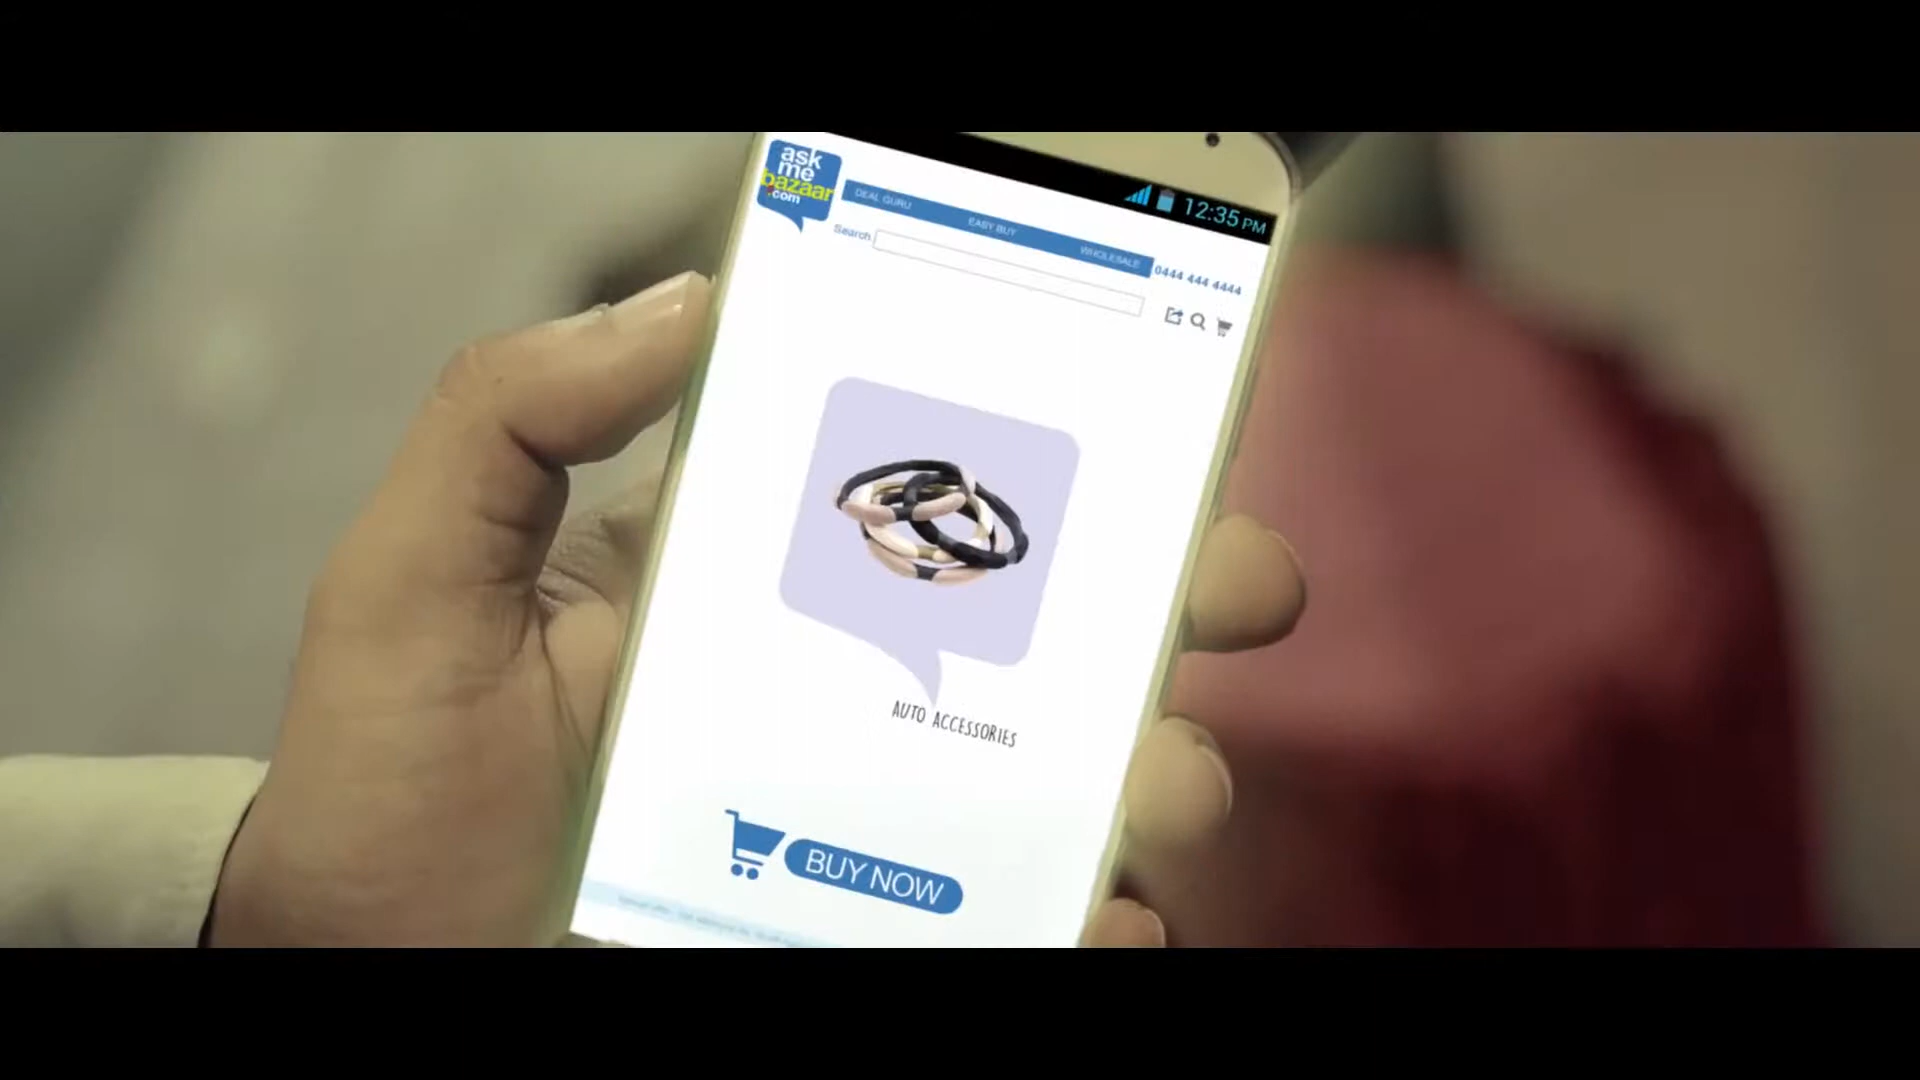 12:35 PM
ask
me
bazaar
.com
DEAL GURU
EASY BUY
WHOLESALE
0444 444 4444
Search
AUTO ACCESSORIES
BUY NOW